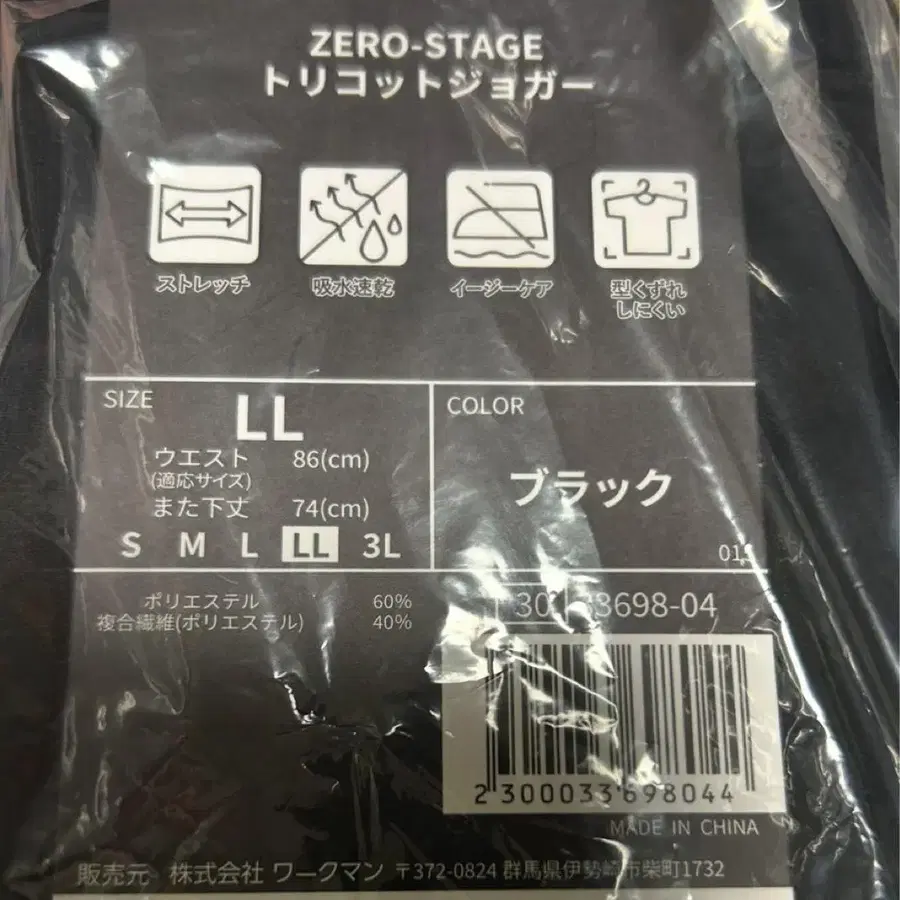 ZERO-STAGE
トリコットジョガー
ストレッチ
吸水速乾
イージーケア
型くずれ
しにくい
SIZE
LL
ウエスト 86(cm)
(適応サイズ)
また下丈 74(cm)
S M L LL 3L
COLOR
ブラック
ポリエステル 60%
複合繊維(ポリエステル) 40%
2 300033 698044
MADE IN CHINA
販売元 株式会社 ワークマン 〒372-0824 群馬県伊勢崎市柴町1732